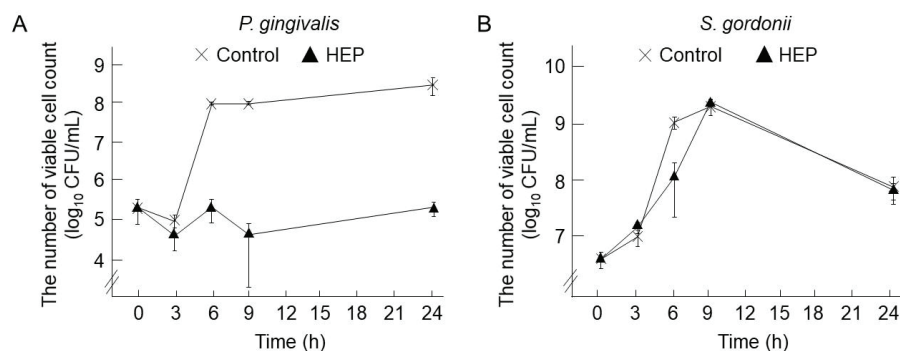 A
P. gingivalis
Control HEP
The number of viable cell count
(log10 CFU/mL)
9
8
7
6
5
4
0 3 6 9 12 15 18 21 24
Time (h)
B
S. gordonii
Control HEP
The number of viable cell count
(log10 CFU/mL)
10
9
8
7
0 3 6 9 12 15 18 21 24
Time (h)